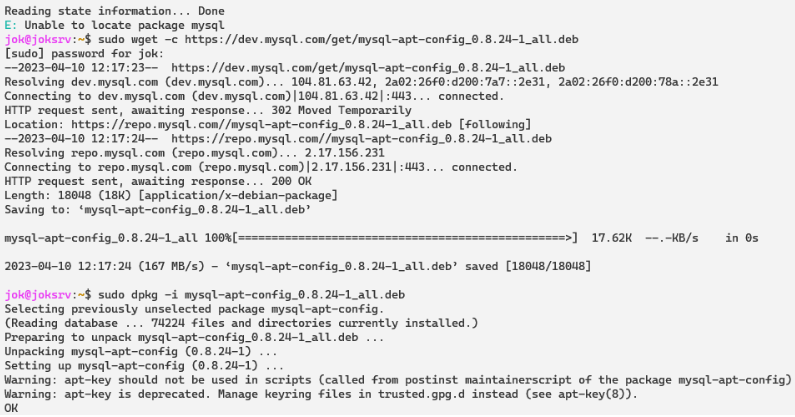 Reading state information... Done
E: Unable to locate package mysql
jok@joksrv:~$ sudo wget -c https://dev.mysql.com/get/mysql-apt-config_0.8.24-1_all.deb
[sudo] password for jok:
--2023-04-10 12:17:23--  https://dev.mysql.com/get/mysql-apt-config_0.8.24-1_all.deb
Resolving dev.mysql.com (dev.mysql.com)... 104.81.63.42, 2a02:26f0:d200:7a7::2e31, 2a02:26f0:d200:78a::2e31
Connecting to dev.mysql.com (dev.mysql.com)|104.81.63.42|:443... connected.
HTTP request sent, awaiting response... 302 Moved Temporarily
Location: https://repo.mysql.com//mysql-apt-config_0.8.24-1_all.deb [following]
--2023-04-10 12:17:24--  https://repo.mysql.com//mysql-apt-config_0.8.24-1_all.deb
Resolving repo.mysql.com (repo.mysql.com)... 2.17.156.231
Connecting to repo.mysql.com (repo.mysql.com)|2.17.156.231|:443... connected.
HTTP request sent, awaiting response... 200 OK
Length: 18048 (18K) [application/x-debian-package]
Saving to: ‘mysql-apt-config_0.8.24-1_all.deb’
mysql-apt-config_0.8.24-1_all 100%[=================================================>]  17.62K  --.-KB/s    in 0s
2023-04-10 12:17:24 (167 MB/s) - ‘mysql-apt-config_0.8.24-1_all.deb’ saved [18048/18048]
jok@joksrv:~$ sudo dpkg -i mysql-apt-config_0.8.24-1_all.deb
Selecting previously unselected package mysql-apt-config.
(Reading database ... 74224 files and directories currently installed.)
Preparing to unpack mysql-apt-config_0.8.24-1_all.deb ...
Unpacking mysql-apt-config (0.8.24-1) ...
Setting up mysql-apt-config (0.8.24-1) ...
Warning: apt-key should not be used in scripts (called from postinst maintainerscript of the package mysql-apt-config)
Warning: apt-key is deprecated. Manage keyring files in trusted.gpg.d instead (see apt-key(8)).
OK